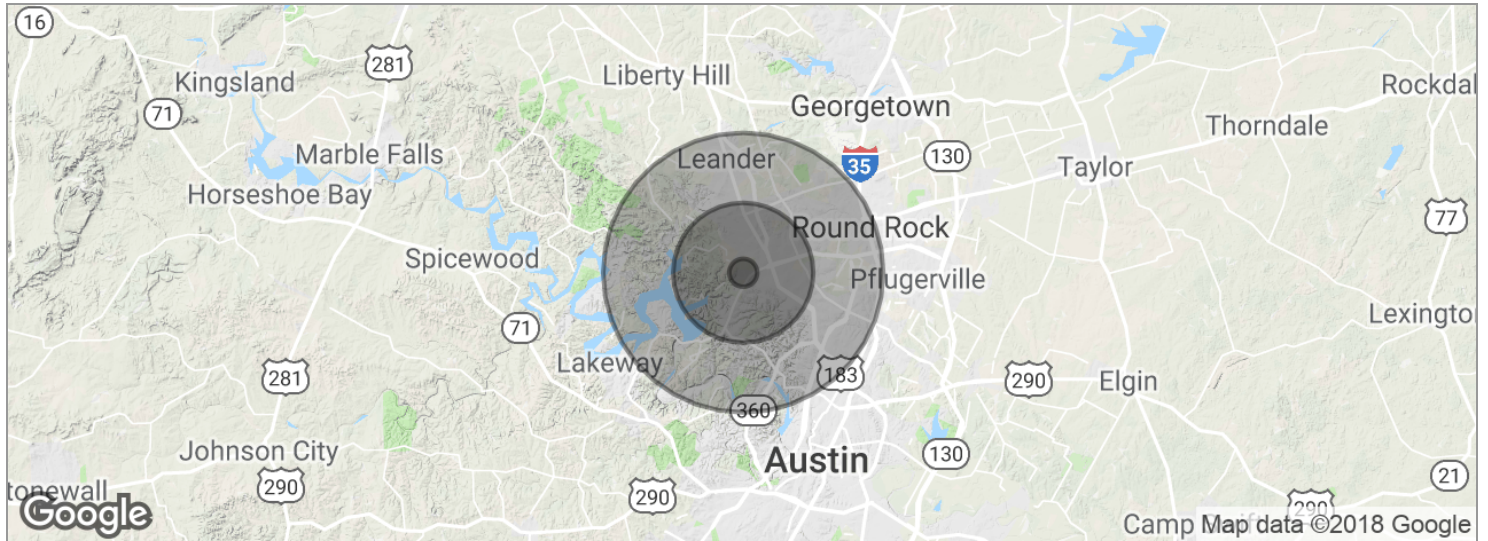 16
281
Liberty Hill
Kingsland
Rockdal
71
Georgetown
Thorndale
Marble Falls
Leander
35
130
Taylor
Horseshoe Bay
77
Round Rock
Spicewood
Pflugerville
71
Lexingto
Lakeway
281
183
290
Elgin
360
Johnson City
Austin
130
21
290
290
tonewall
290
Google
Camp
Map data ©2018 Google